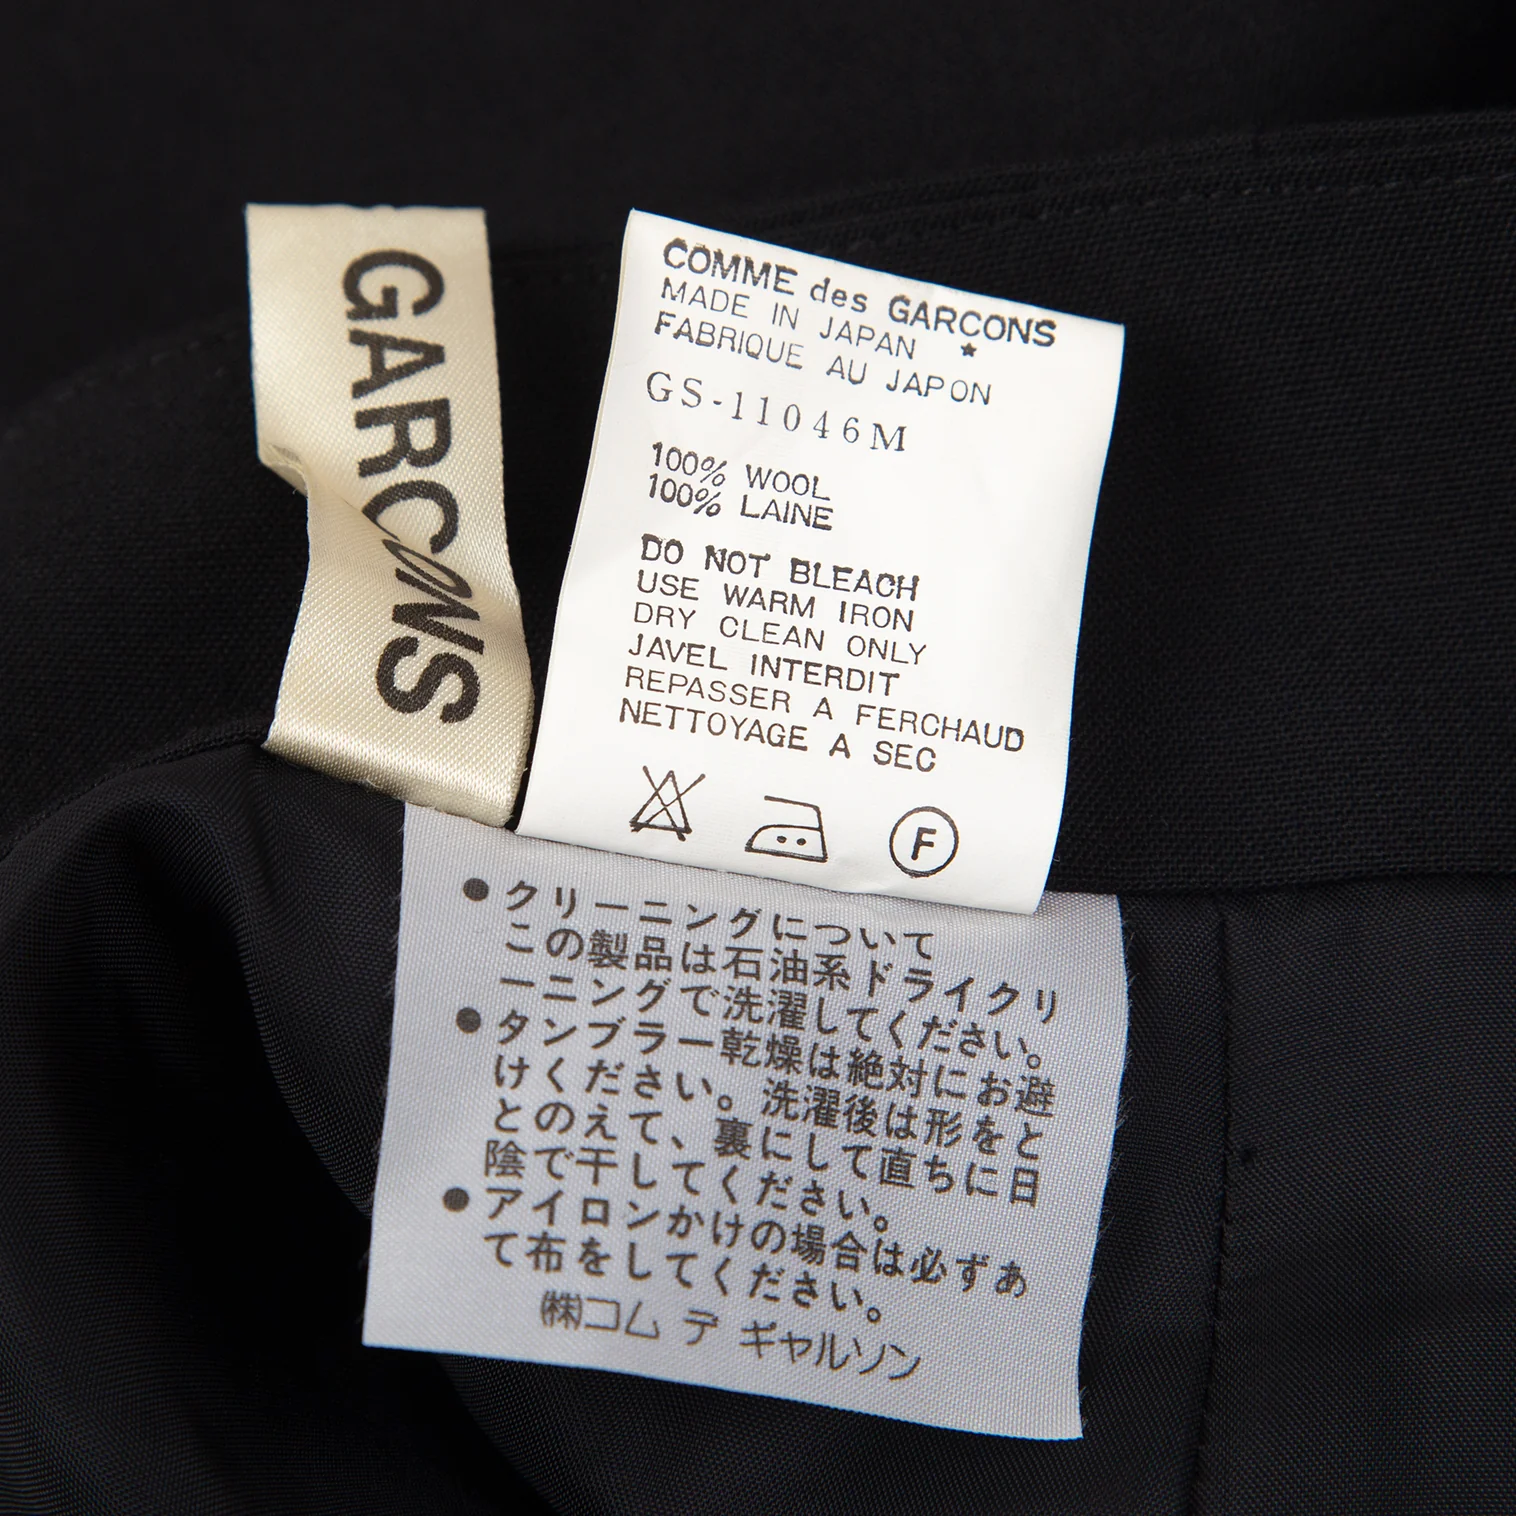 GARCONS
COMME des GARCONS
MADE IN JAPAN ★
FABRIQUE AU JAPON
GS-11046M
100% WOOL
100% LAINE
DO NOT BLEACH
USE WARM IRON
DRY CLEAN ONLY
JAVEL INTERDIT
REPASSER A FERCHAUD
NETTOYAGE A SEC
F
●クリーニングについて
この製品は石油系ドライクリ
ーニングで洗濯してください。
●タンブラー乾燥は絶対にお避
けください。洗濯後は形をと
とのえて、裏にして直ちに日
陰で干してください。
●アイロンかけの場合は必ずあ
て布をしてください。
㈱コム デ ギャルソン